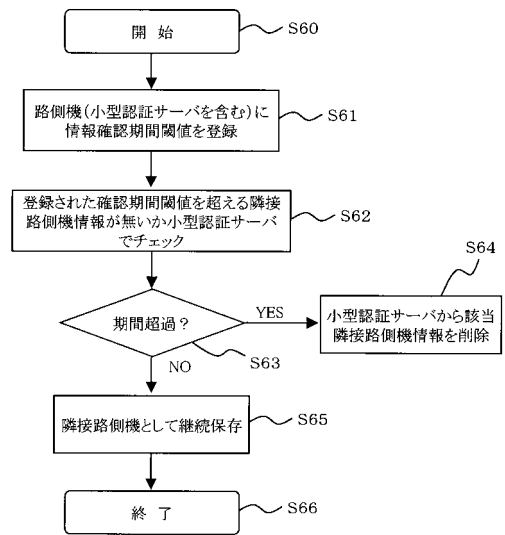 開 始
S60
路側機(小型認証サーバを含む)に
情報確認期間閾値を登録
S61
登録された確認期間閾値を超える隣接
路側機情報が無いか小型認証サーバ
でチェック
S62
期間超過?
S63
YES
NO
S64
小型認証サーバから該当
隣接路側機情報を削除
隣接路側機として継続保存
S65
終 了
S66